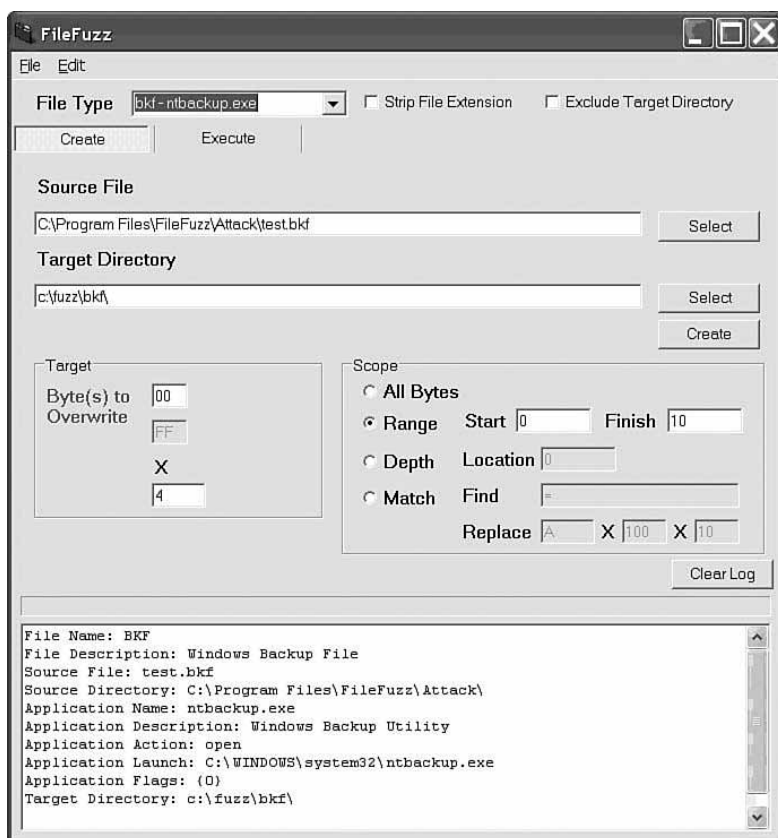 FileFuzz
File Edit
File Type bkf-ntbackup.exe Strip File Extension Exclude Target Directory
Create Execute
Source File
C:\Program Files\FileFuzz\Attack\test.bkf Select
Target Directory
c:\fuzz\bkf\ Select
Create
Target
Byte(s) to Overwrite 00
FF
X
4
Scope
All Bytes
Range Start 0 Finish 10
Depth Location 0
Match Find =
Replace A X 100 X 10
Clear Log
File Name: BKF
File Description: Windows Backup File
Source File: test.bkf
Source Directory: C:\Program Files\FileFuzz\Attack\
Application Name: ntbackup.exe
Application Description: Windows Backup Utility
Application Action: open
Application Launch: C:\WINDOWS\system32\ntbackup.exe
Application Flags: {0}
Target Directory: c:\fuzz\bkf\